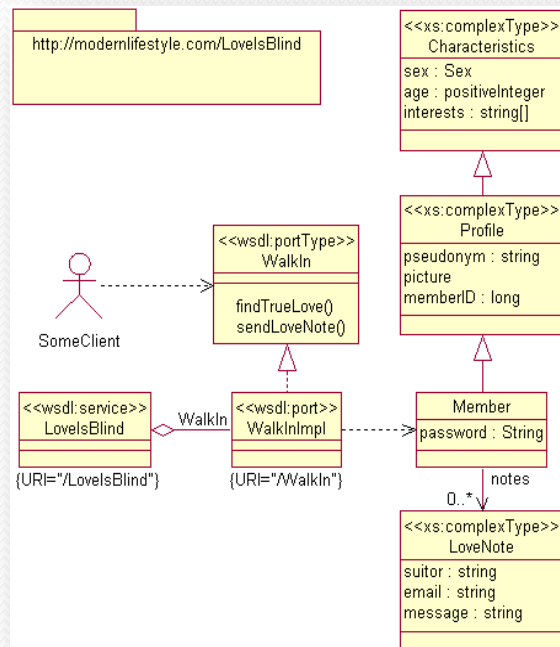 http://modernlifestyle.com/LoveIsBlind
<<xs:complexType>>
Characteristics
sex : Sex
age : positiveInteger
interests : string[]
<<xs:complexType>>
Profile
pseudonym : string
picture
memberID : long
<<wsdl:portType>>
WalkIn
findTrueLove()
sendLoveNote()
SomeClient
<<wsdl:service>>
LoveIsBlind
{URI="/LoveIsBlind"}
WalkIn
<<wsdl:port>>
WalkInImpl
{URI="/WalkIn"}
Member
password : String
notes
0..*
<<xs:complexType>>
LoveNote
suitor : string
email : string
message : string